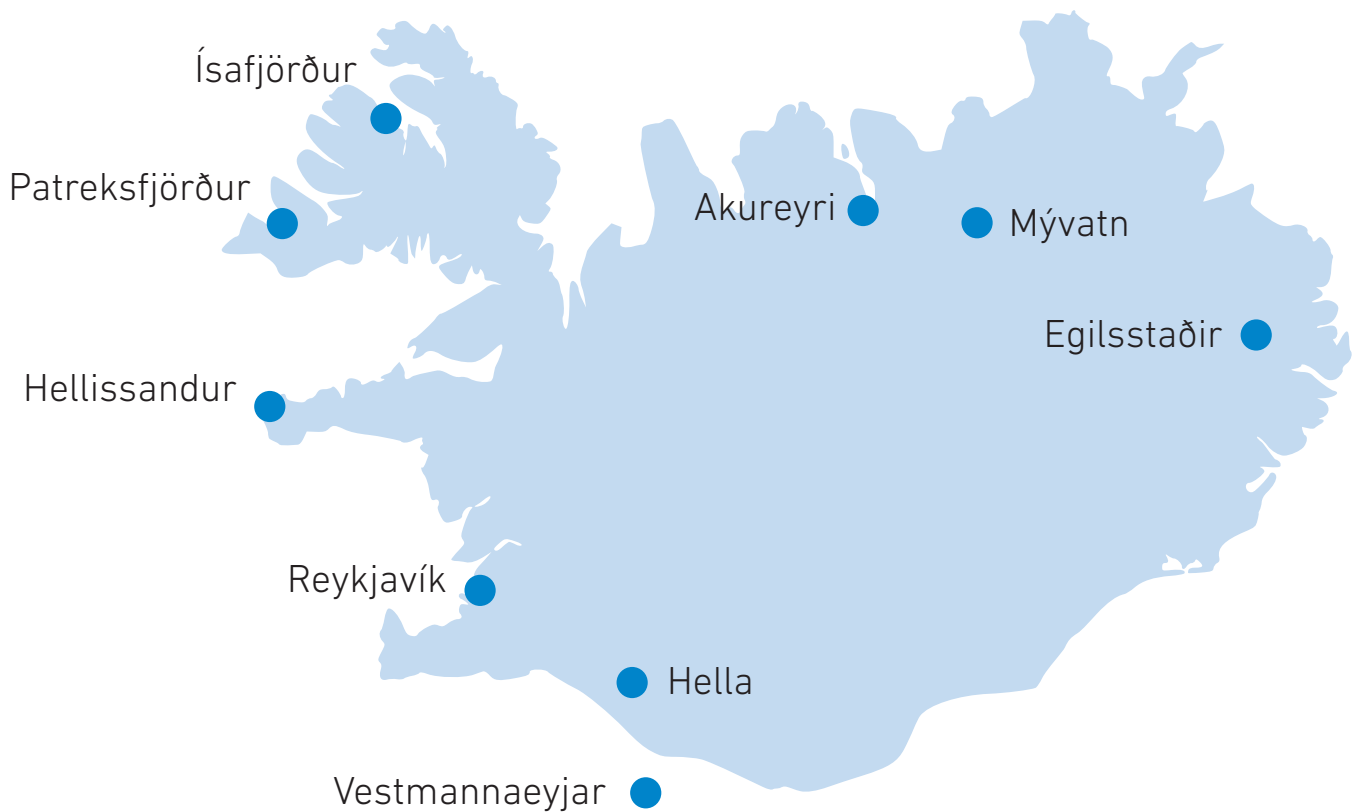 Ísafjörður
Patreksfjörður
Akureyri
Mývatn
Egilsstaðir
Hellissandur
Reykjavík
Hella
Vestmannaeyjar